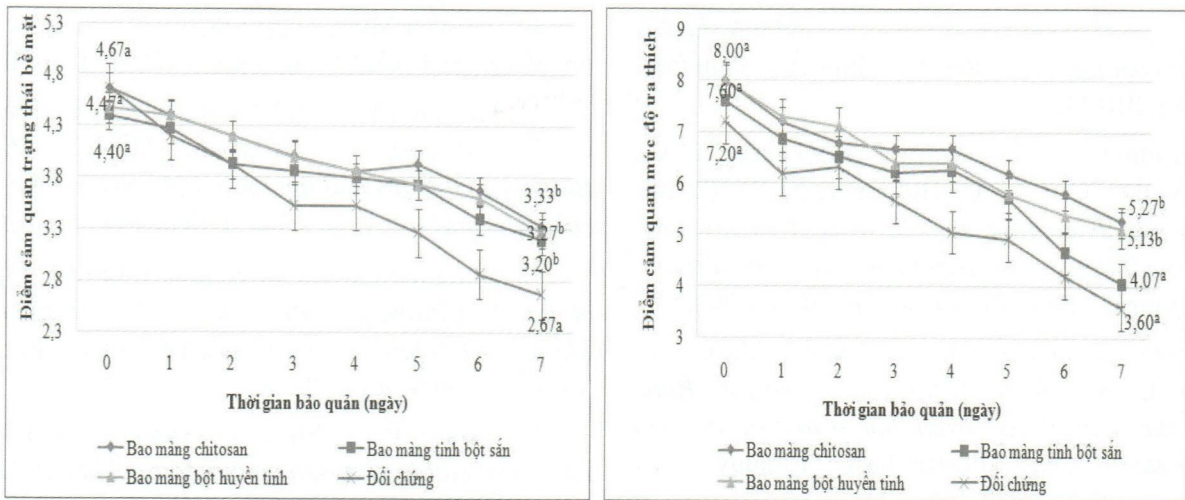 Điểm cảm quan trạng thái bề mặt
5,3
4,8
4,3
3,8
3,3
2,8
2,3
4,67a
4,47ª
4,40ª
3,33ᵇ
3,27ᵇ
3,20ᵇ
2,67a
0 1 2 3 4 5 6 7
Thời gian bảo quản (ngày)
Bao màng chitosan
Bao màng tinh bột sắn
Bao màng bột huyền tinh
Đối chứng
Điểm cảm quan mức độ ưa thích
9
8
7
6
5
4
3
8,00ª
7,60ª
7,20ª
5,27ᵇ
5,13b
4,07ª
3,60ª
0 1 2 3 4 5 6 7
Thời gian bảo quản (ngày)
Bao màng chitosan
Bao màng tinh bột sắn
Bao màng bột huyền tinh
Đối chứng